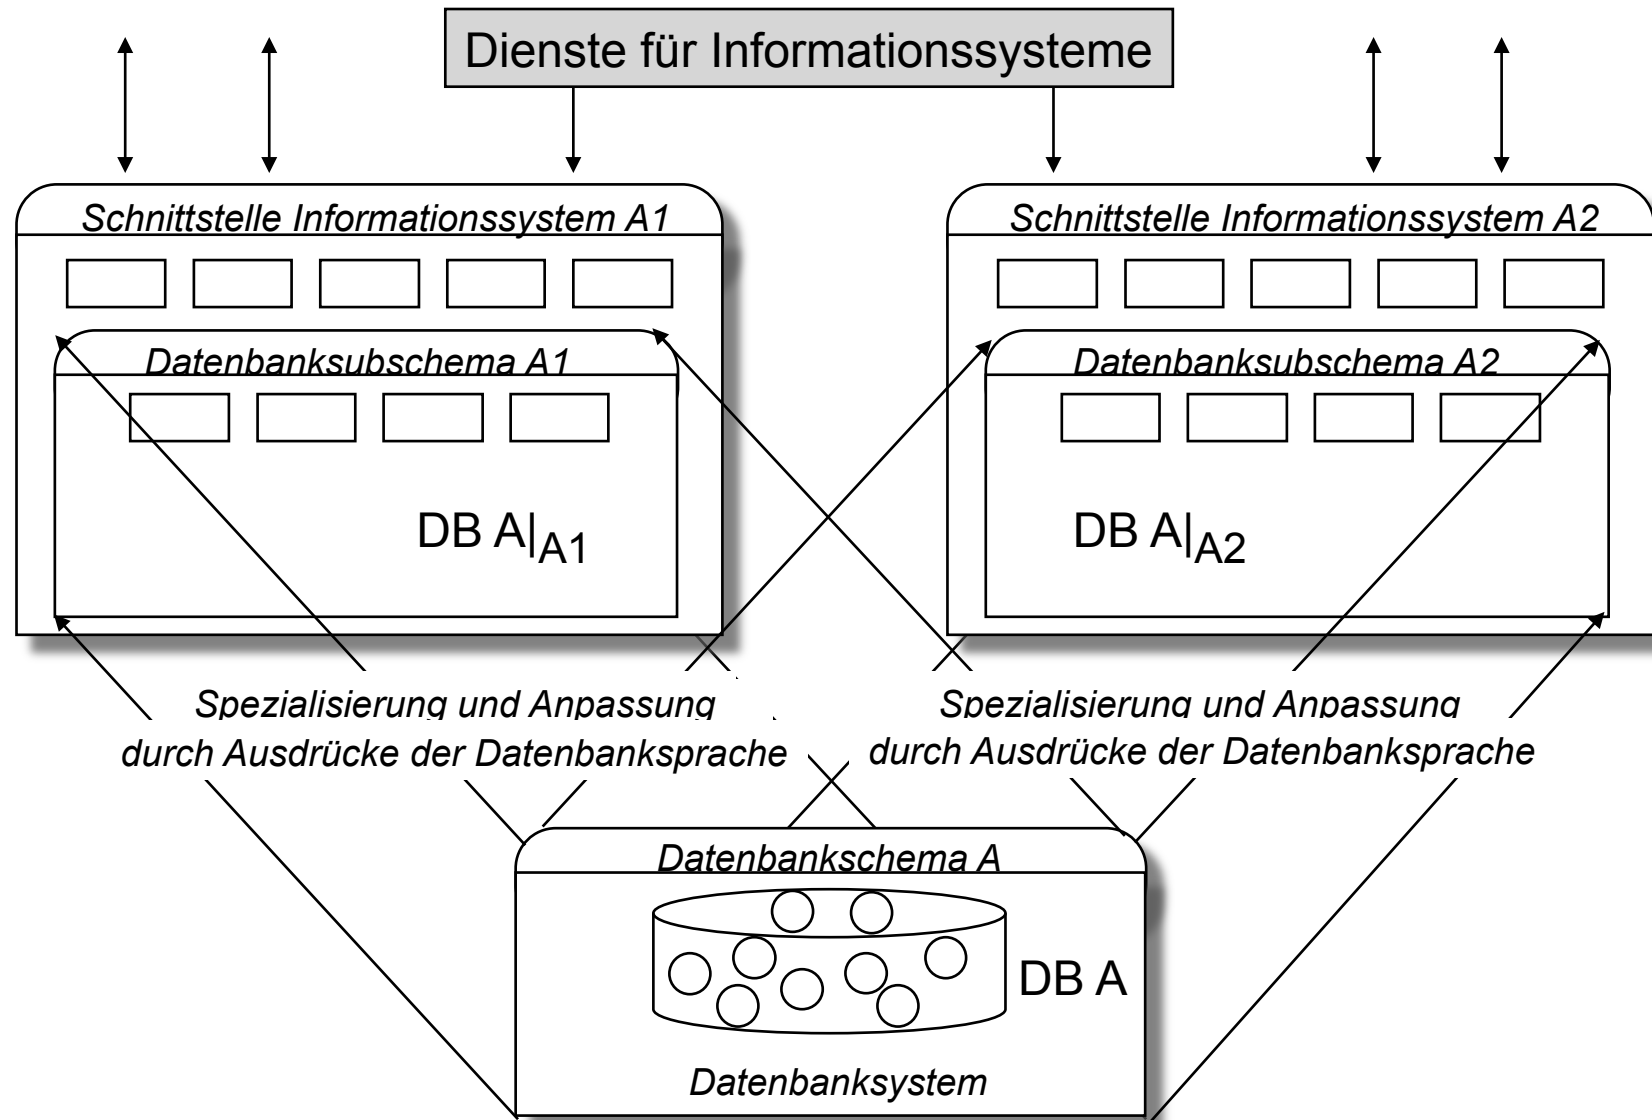 Dienste für Informationssysteme
Schnittstelle Informationssystem A1
Schnittstelle Informationssystem A2
Datenbanksubschema A1
Datenbanksubschema A2
DB A|A1
DB A|A2
Spezialisierung und Anpassung
durch Ausdrücke der Datenbanksprache
Spezialisierung und Anpassung
durch Ausdrücke der Datenbanksprache
Datenbankschema A
DB A
Datenbanksystem